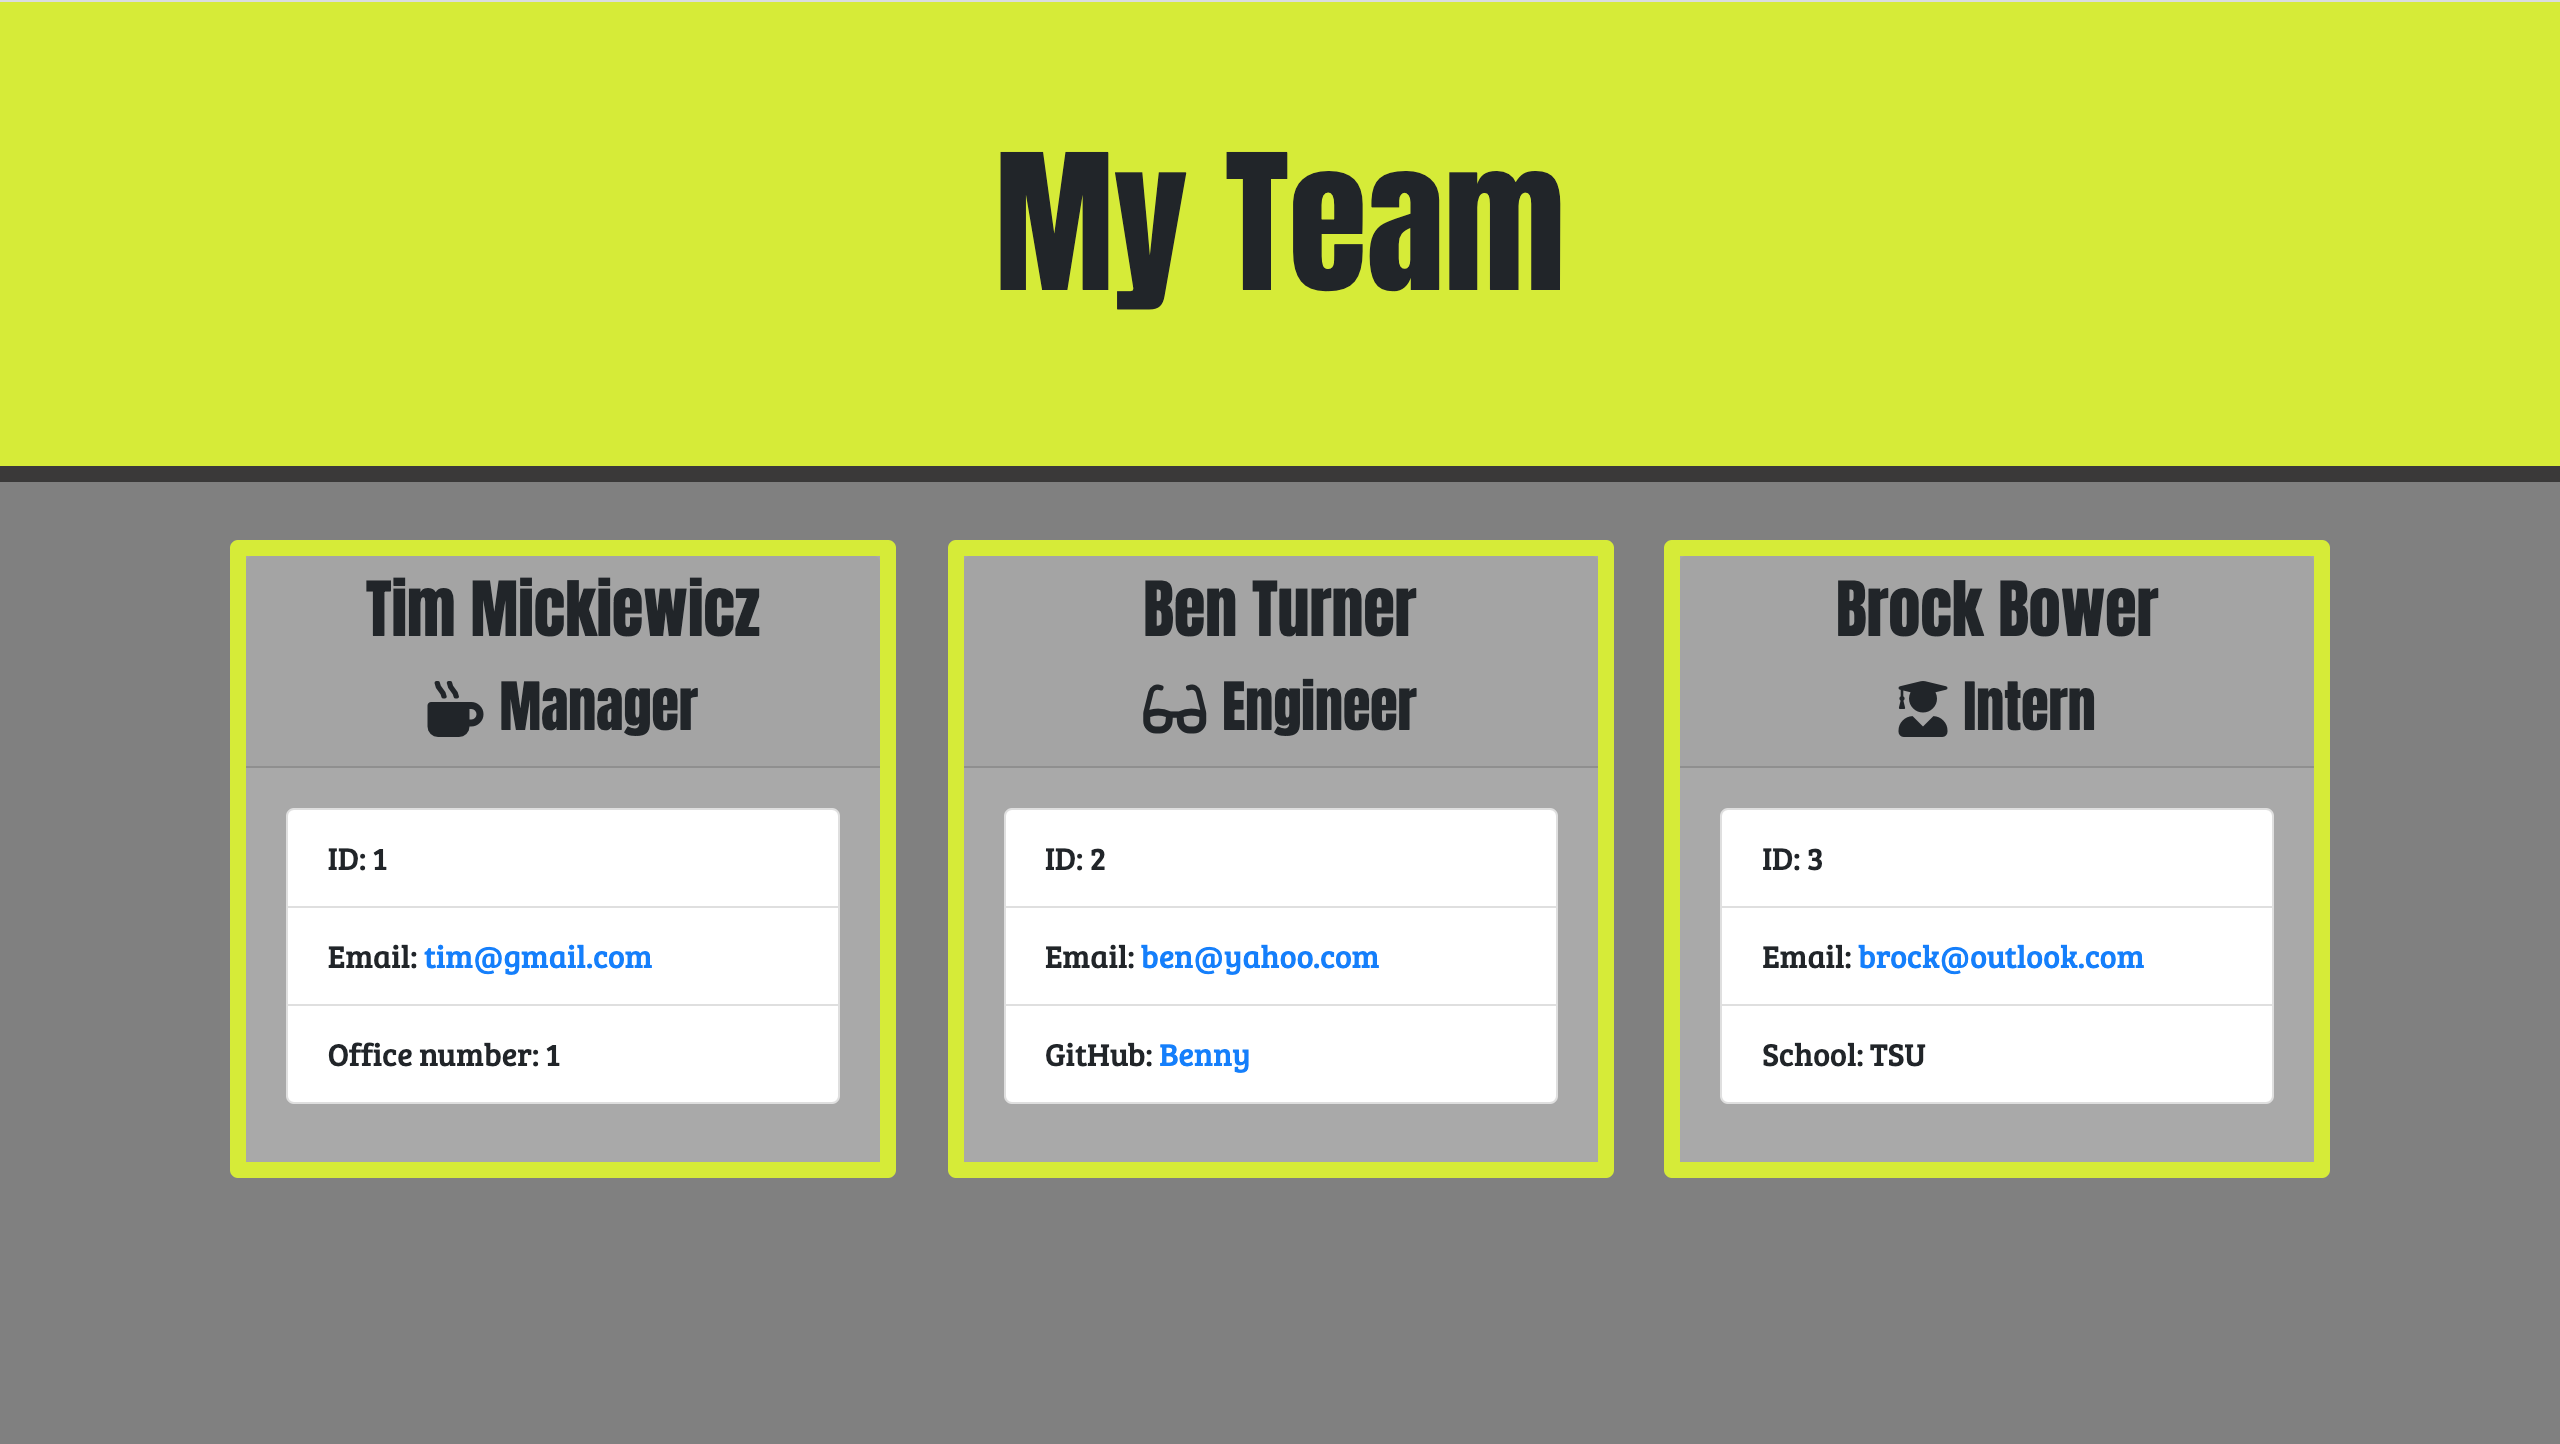 My Team
Tim Mickiewicz
Manager
ID: 1
Email: tim@gmail.com
Office number: 1
Ben Turner
Engineer
ID: 2
Email: ben@yahoo.com
GitHub: Benny
Brock Bower
Intern
ID: 3
Email: brock@outlook.com
School: TSU